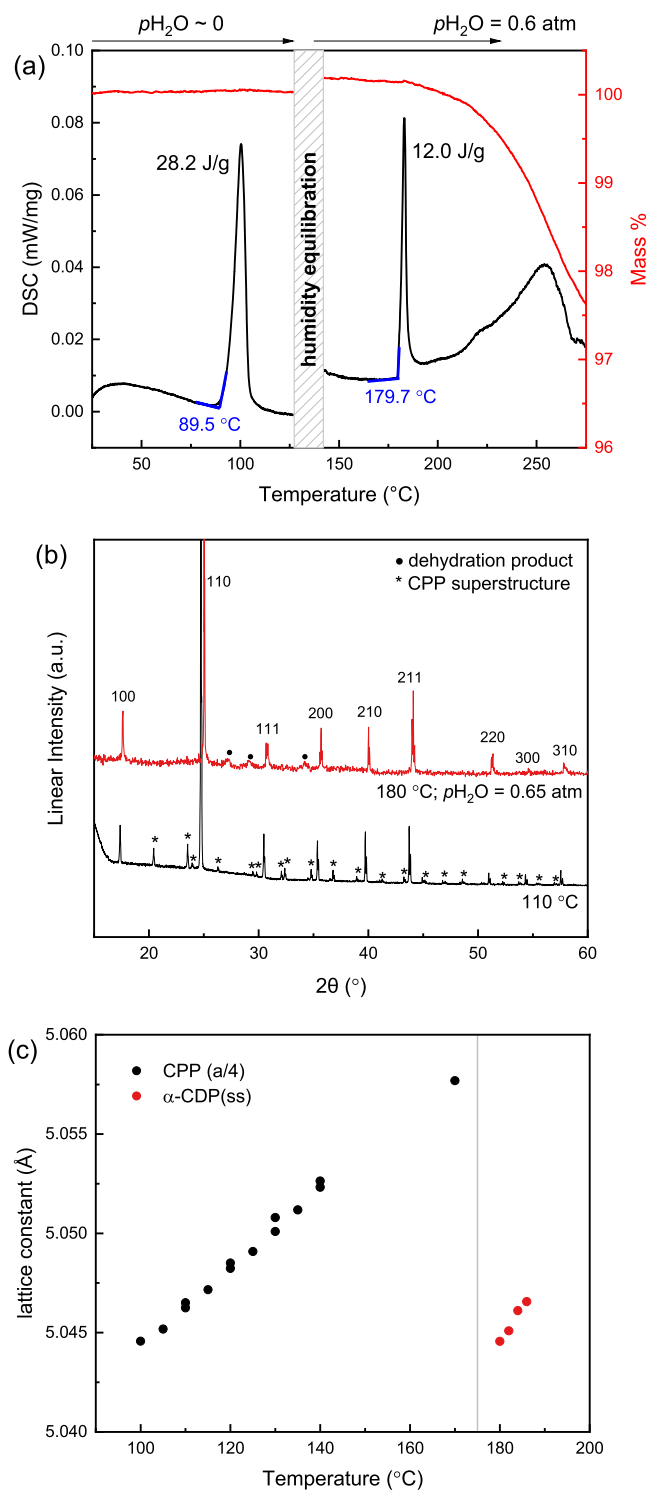 pH₂O ~ 0
pH₂O = 0.6 atm
(a)
0.10
0.08
0.06
0.04
0.02
0.00
DSC (mW/mg)
28.2 J/g
12.0 J/g
humidity equilibration
89.5 °C
179.7 °C
100
99
98
97
96
Mass %
50
100
150
200
250
Temperature (°C)
(b)
• dehydration product
* CPP superstructure
Linear Intensity (a.u.)
100
110
111
200
210
211
220
300
310
180 °C; pH₂O = 0.65 atm
110 °C
20
30
40
50
60
2θ (°)
(c)
5.060
5.055
5.050
5.045
5.040
lattice constant (Å)
CPP (a/4)
α-CDP(ss)
100
120
140
160
180
200
Temperature (°C)